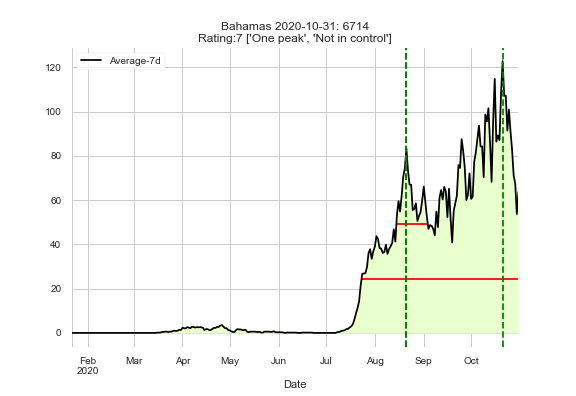 Bahamas 2020-10-31: 6714
Rating:7 ['One peak', 'Not in control']
Average-7d
120
100
80
60
40
20
0
Feb Mar Apr May Jun Jul Aug Sep Oct
2020
Date